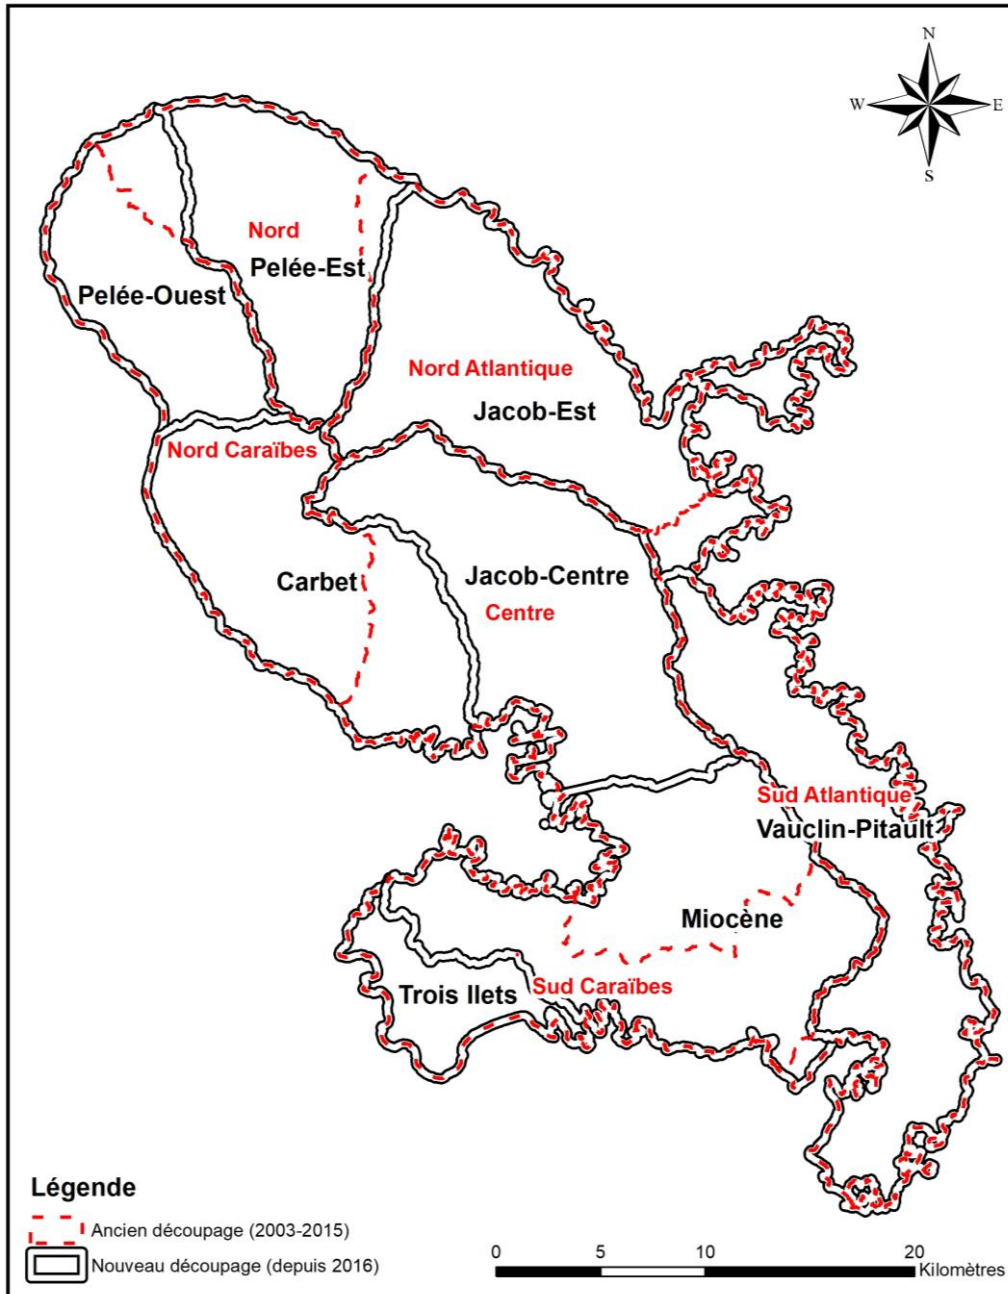 N
W E
S
Nord
Pelée-Est
Pelée-Ouest
Nord Atlantique
Jacob-Est
Nord Caraïbes
Carbet
Jacob-Centre
Centre
Sud Atlantique
Vauclin-Pitault
Miocène
Sud Caraïbes
Trois Ilets
Légende
Ancien découpage (2003-2015)
Nouveau découpage (depuis 2016)
0 5 10 20
Kilomètres